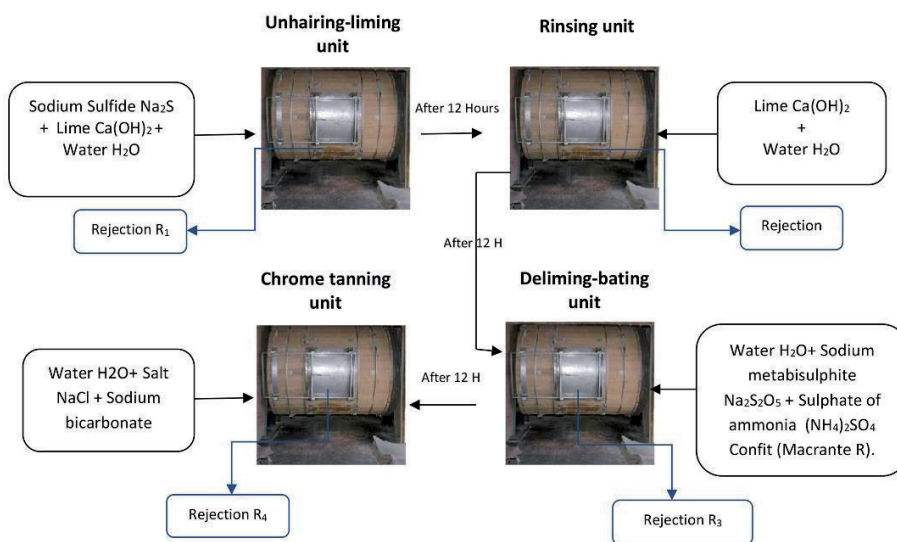 Unhairing-liming
unit
Rinsing unit
Sodium Sulfide Na₂S
+ Lime Ca(OH)₂ +
Water H₂O
After 12 Hours
Lime Ca(OH)₂
+
Water H₂O
Rejection R₁
Rejection
After 12 H
Chrome tanning
unit
Deliming-bating
unit
Water H2O+ Salt
NaCl + Sodium
bicarbonate
After 12 H
Water H₂O+ Sodium
metabisulphite
Na₂S₂O₅ + Sulphate of
ammonia (NH₄)₂SO₄
Confit (Macrante R).
Rejection R₄
Rejection R₃